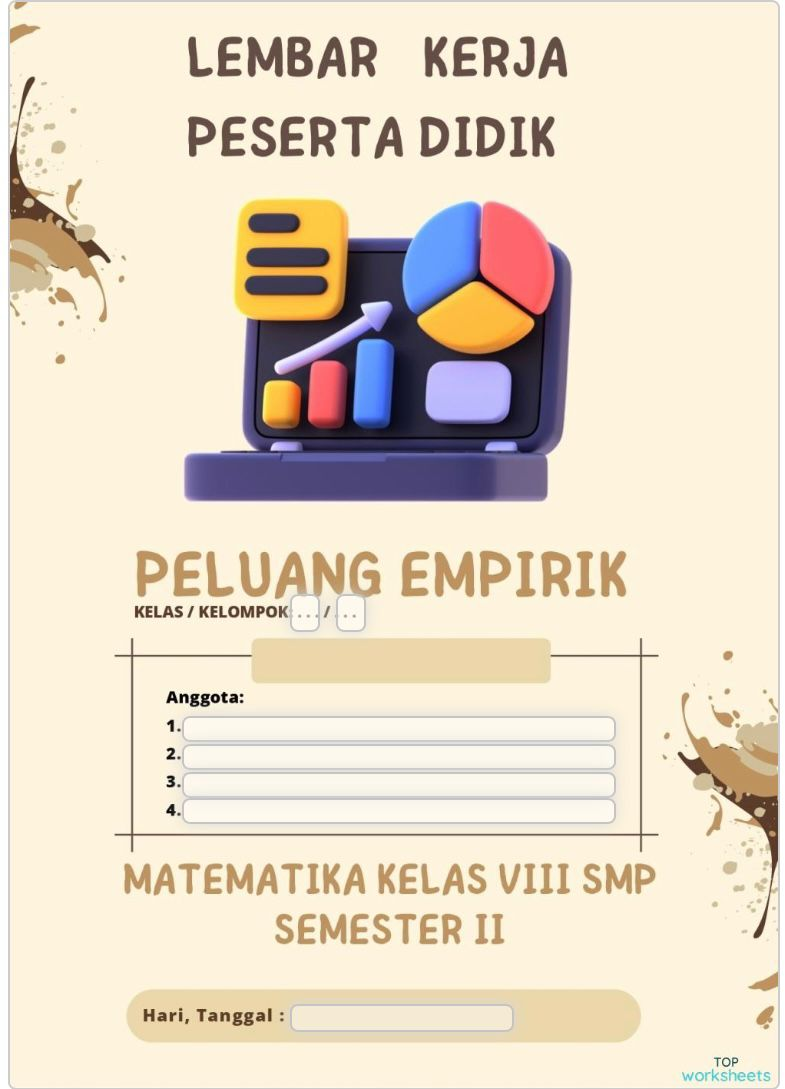 LEMBAR KERJA
PESERTA DIDIK
PELUANG EMPIRIK
KELAS / KELOMPOK: ... / ...
Anggota:
1.
2.
3.
4.
MATEMATIKA KELAS VIII SMP
SEMESTER II
Hari, Tanggal :
TOP
worksheets